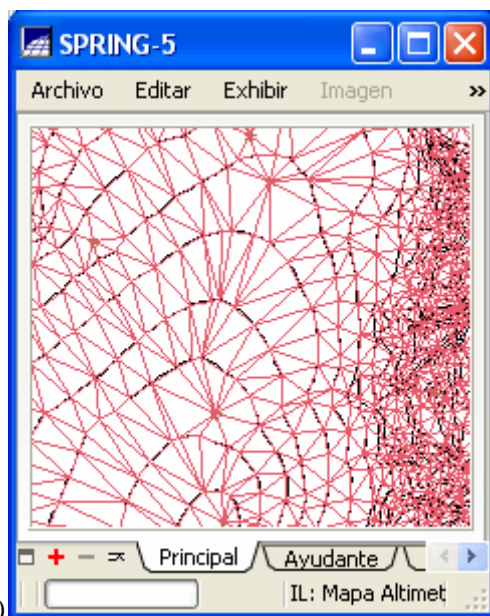 SPRING-5
Archivo Editar Exhibir Imagen »
Principal Ayudante
IL: Mapa Altimet
)